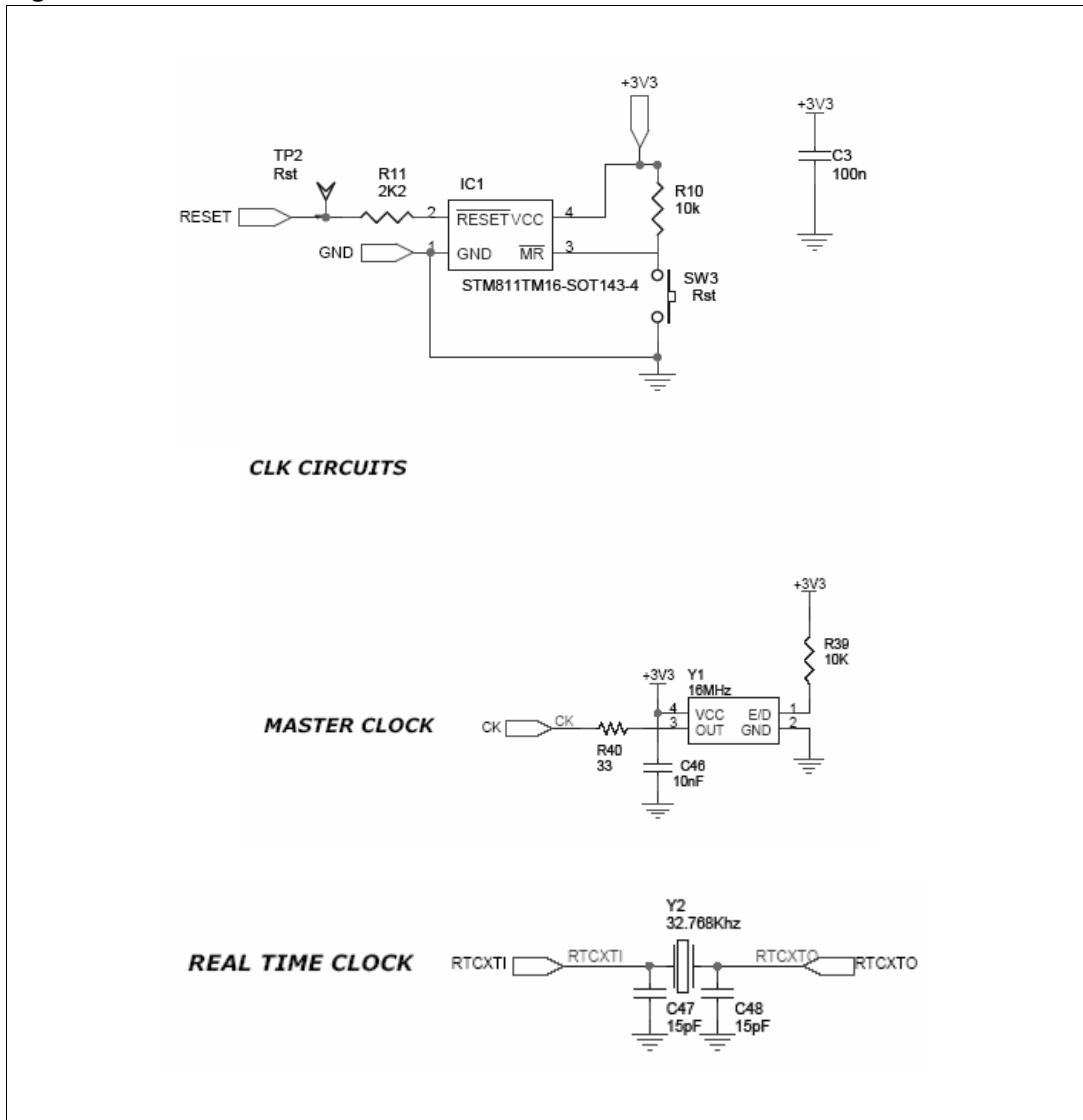 +3V3
+3V3
TP2
Rst
C3
100n
R11
2K2
IC1
R10
10k
RESET
2
RESET
VCC
4
GND
1
GND
MR
3
STM811TM16-SOT143-4
SW3
Rst
CLK CIRCUITS
+3V3
R39
10K
+3V3
Y1
16MHz
MASTER CLOCK
CK
CK
4
VCC
E/D
1
3
OUT
GND
2
R40
33
C46
10nF
Y2
32.768Khz
REAL TIME CLOCK
RTCXTI
RTCXTI
RTCXTO
RTCXTO
C47
15pF
C48
15pF